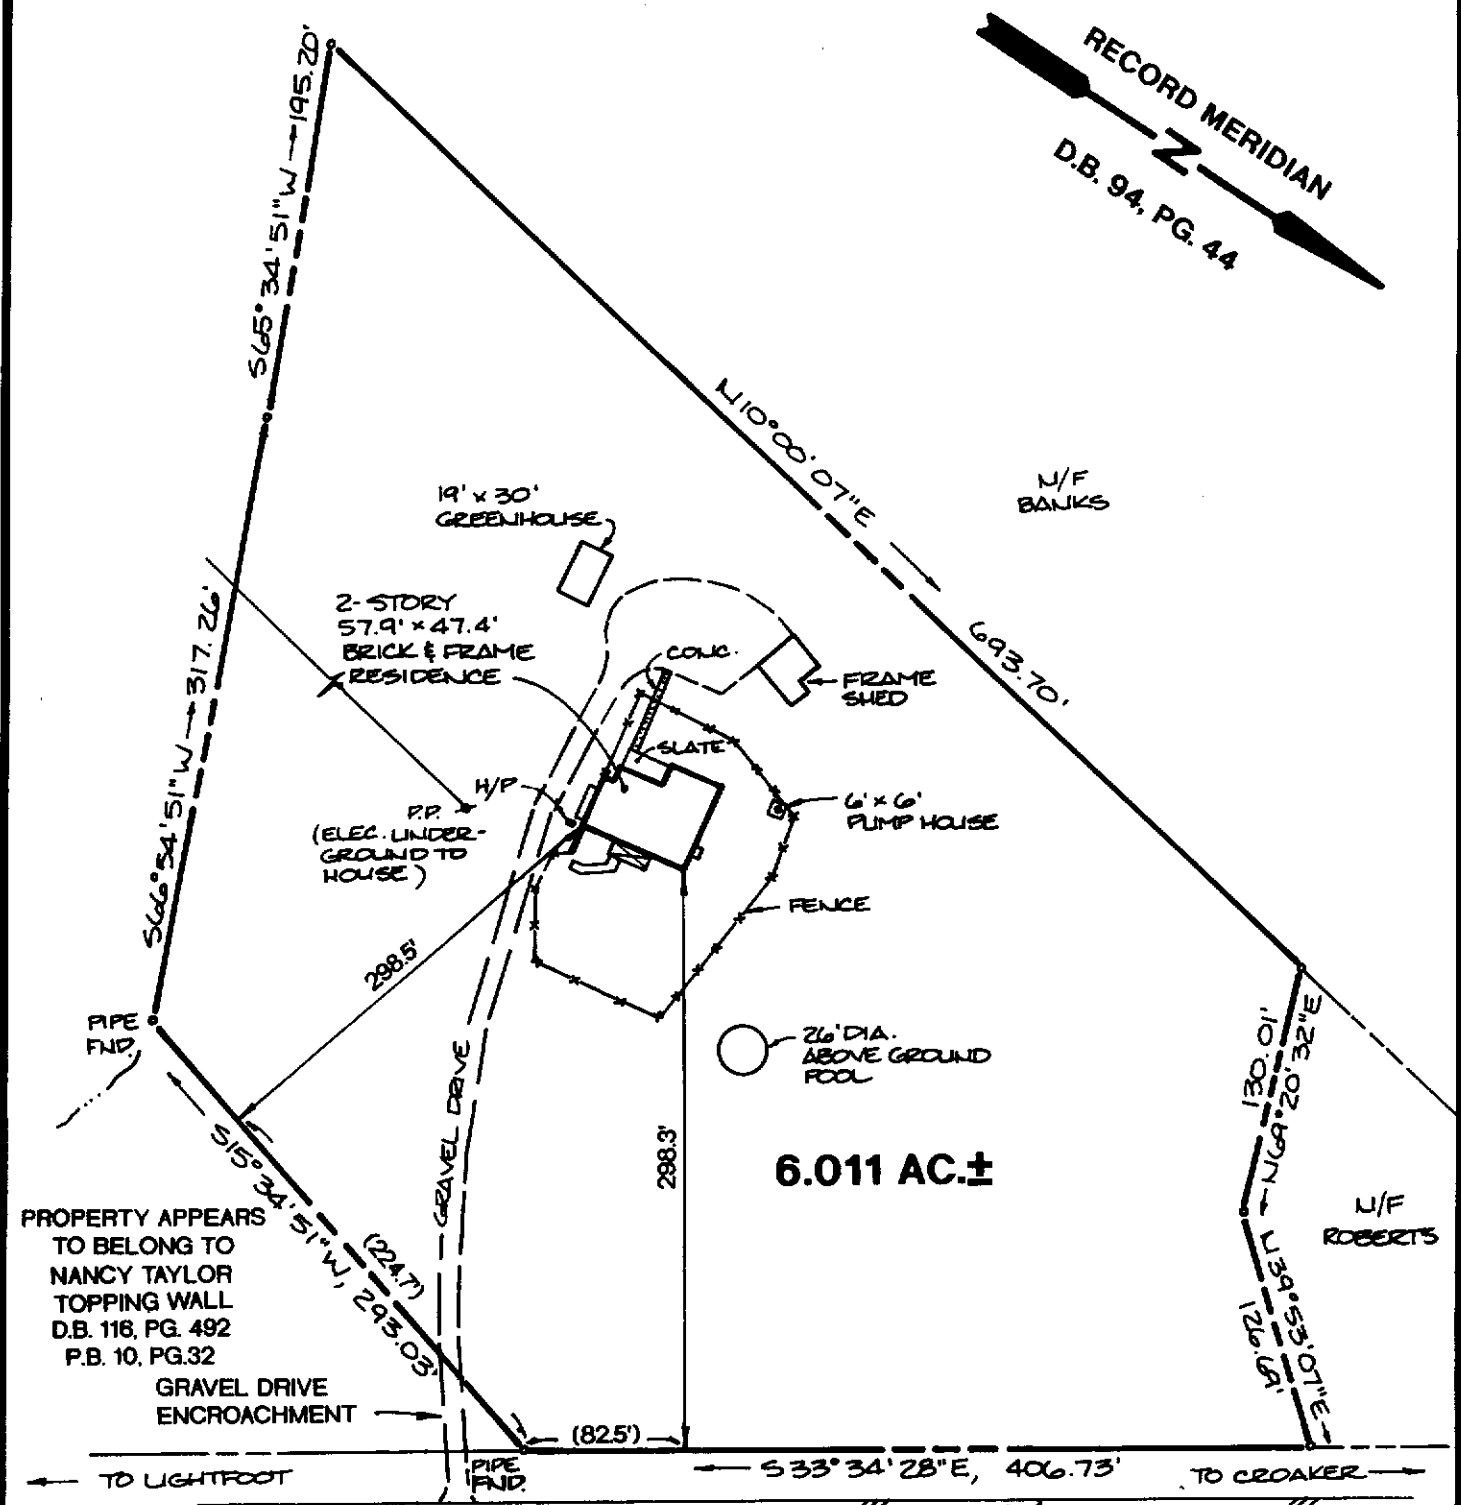 RECORD MERIDIAN
N
D.B. 94, PG. 44
S65°34'51"W → 195.20'
N10°00'07"E
693.70'
N/F
BANKS
19' x 30'
GREENHOUSE
2-STORY
57.9' x 47.4'
BRICK & FRAME
RESIDENCE
CONC.
FRAME
SHED
SLATE
H/P
P.P.
(ELEC. UNDER-
GROUND TO
HOUSE)
6' x 6'
PUMP HOUSE
FENCE
S66°54'51"W → 317.26'
298.5'
PIPE
FND.
26' DIA.
ABOVE GROUND
POOL
GRAVEL DRIVE
298.3'
6.011 AC.±
130.01'
N69°20'32"E
N/F
ROBERTS
N39°53'07"E
126.69'
S15°34'51"W, 293.03'
(224.7')
PROPERTY APPEARS
TO BELONG TO
NANCY TAYLOR
TOPPING WALL
D.B. 116, PG. 492
P.B. 10, PG.32
GRAVEL DRIVE
ENCROACHMENT
(82.5')
PIPE
FND.
← TO LIGHTFOOT
← S33°34'28"E, 406.73'
TO CROAKER →